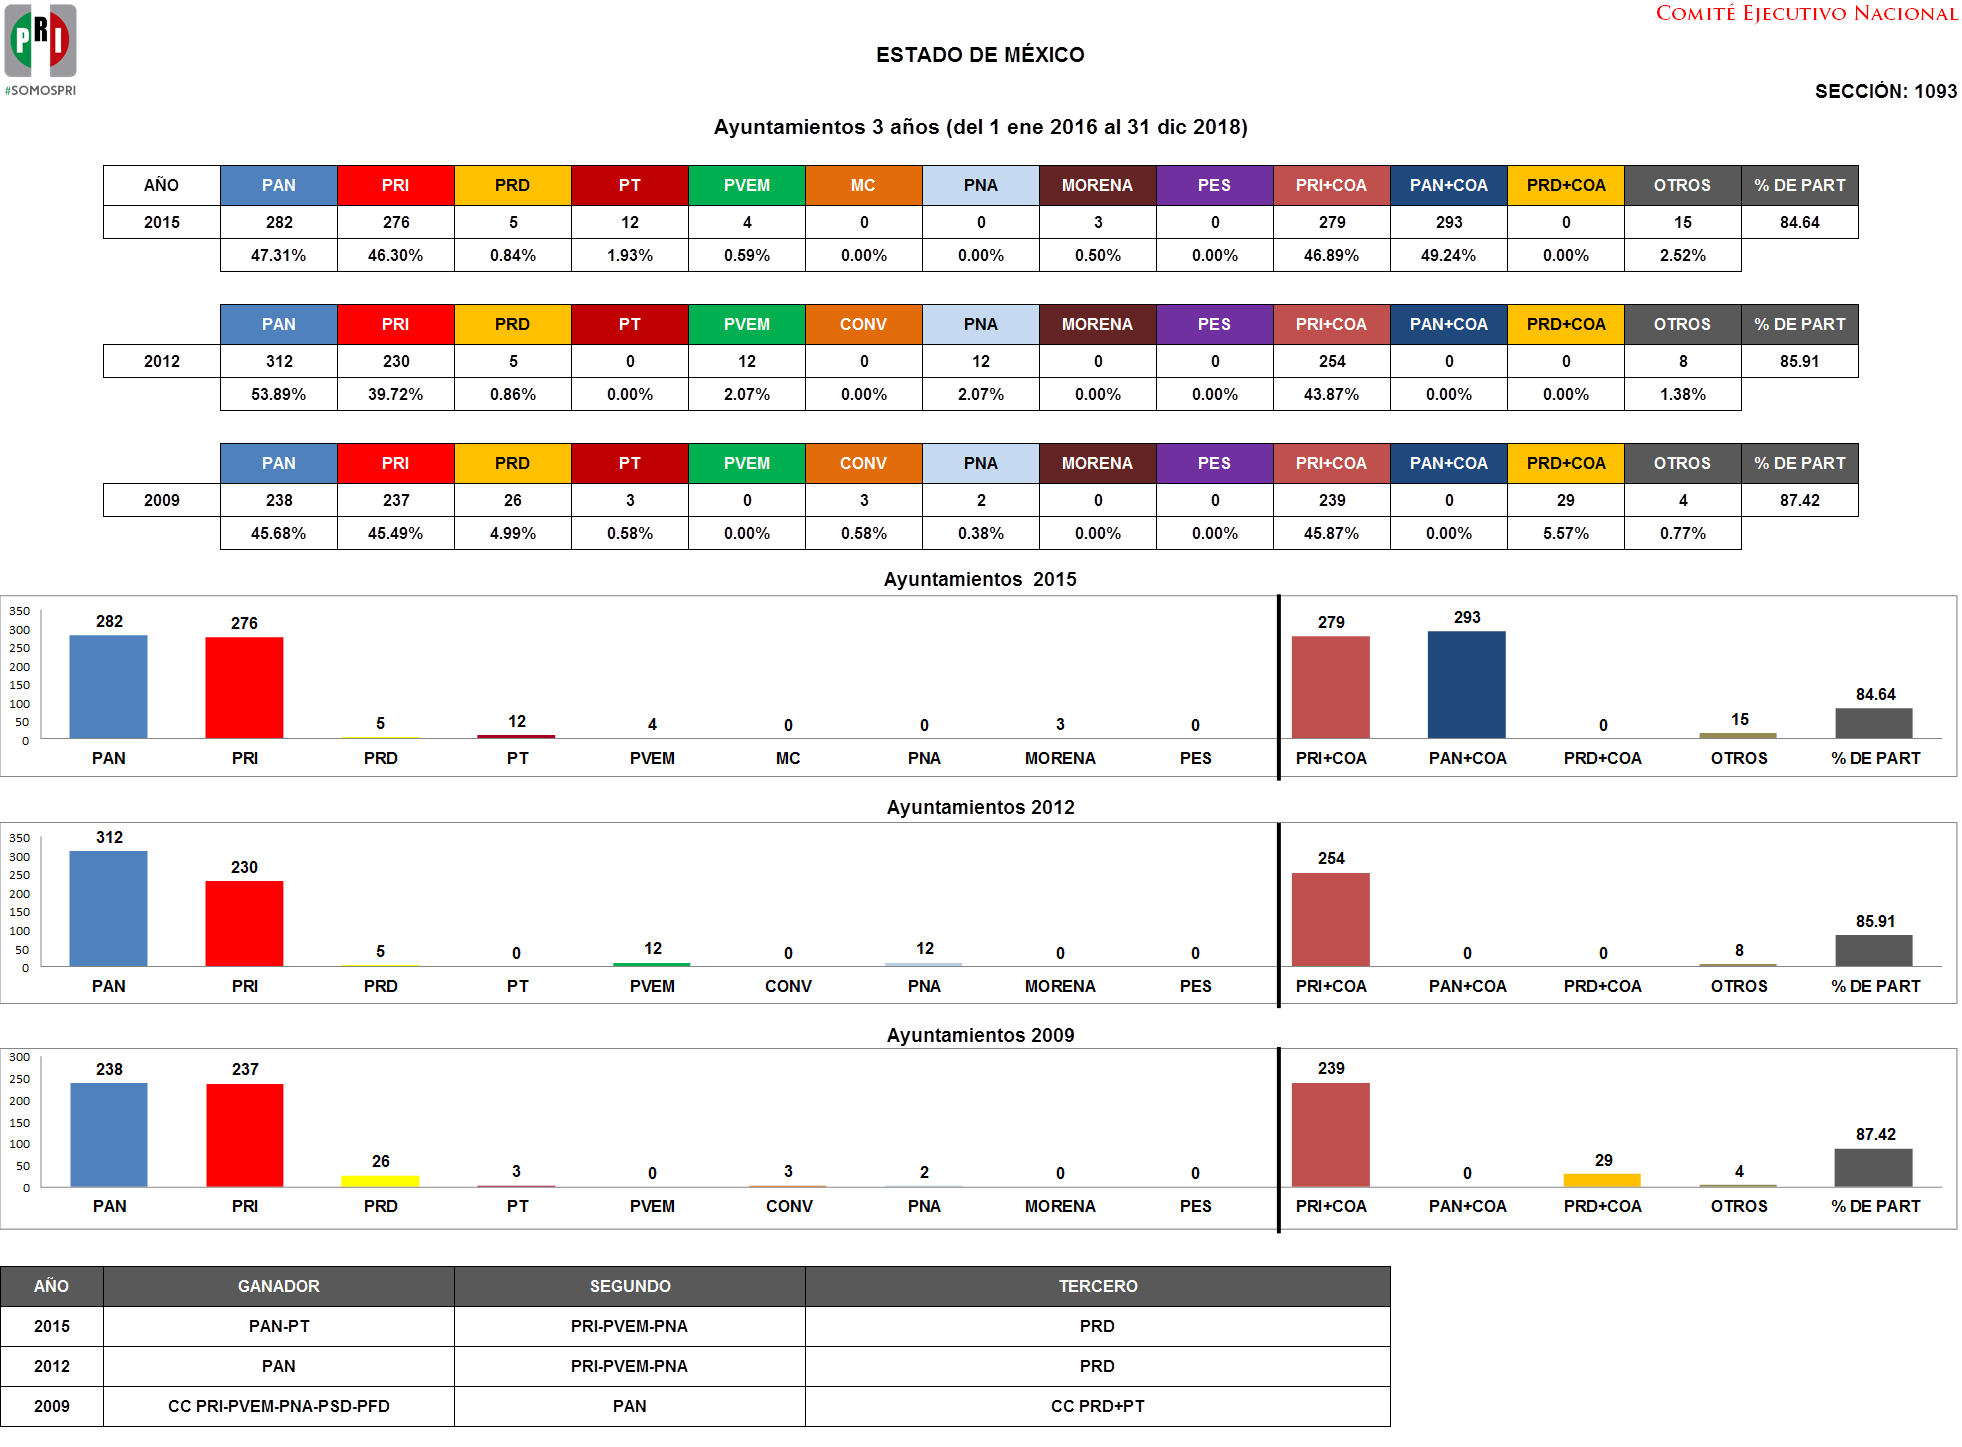 PRI
#SOMOSPRI
COMITÉ EJECUTIVO NACIONAL
ESTADO DE MÉXICO
SECCIÓN: 1093
Ayuntamientos 3 años (del 1 ene 2016 al 31 dic 2018)
AÑO PAN PRI PRD PT PVEM MC PNA MORENA PES PRI+COA PAN+COA PRD+COA OTROS % DE PART
2015 282 276 5 12 4 0 0 3 0 279 293 0 15 84.64
47.31% 46.30% 0.84% 1.93% 0.59% 0.00% 0.00% 0.50% 0.00% 46.89% 49.24% 0.00% 2.52%
PAN PRI PRD PT PVEM CONV PNA MORENA PES PRI+COA PAN+COA PRD+COA OTROS % DE PART
2012 312 230 5 0 12 0 12 0 0 254 0 0 8 85.91
53.89% 39.72% 0.86% 0.00% 2.07% 0.00% 2.07% 0.00% 0.00% 43.87% 0.00% 0.00% 1.38%
PAN PRI PRD PT PVEM CONV PNA MORENA PES PRI+COA PAN+COA PRD+COA OTROS % DE PART
2009 238 237 26 3 0 3 2 0 0 239 0 29 4 87.42
45.68% 45.49% 4.99% 0.58% 0.00% 0.58% 0.38% 0.00% 0.00% 45.87% 0.00% 5.57% 0.77%
Ayuntamientos 2015
350
300
250
200
150
100
50
0
282 276 5 12 4 0 0 3 0 279 293 0 15 84.64
PAN PRI PRD PT PVEM MC PNA MORENA PES PRI+COA PAN+COA PRD+COA OTROS % DE PART
Ayuntamientos 2012
350
300
250
200
150
100
50
0
312 230 5 0 12 0 12 0 0 254 0 0 8 85.91
PAN PRI PRD PT PVEM CONV PNA MORENA PES PRI+COA PAN+COA PRD+COA OTROS % DE PART
Ayuntamientos 2009
300
250
200
150
100
50
0
238 237 26 3 0 3 2 0 0 239 0 29 4 87.42
PAN PRI PRD PT PVEM CONV PNA MORENA PES PRI+COA PAN+COA PRD+COA OTROS % DE PART
AÑO GANADOR SEGUNDO TERCERO
2015 PAN-PT PRI-PVEM-PNA PRD
2012 PAN PRI-PVEM-PNA PRD
2009 CC PRI-PVEM-PNA-PSD-PFD PAN CC PRD+PT